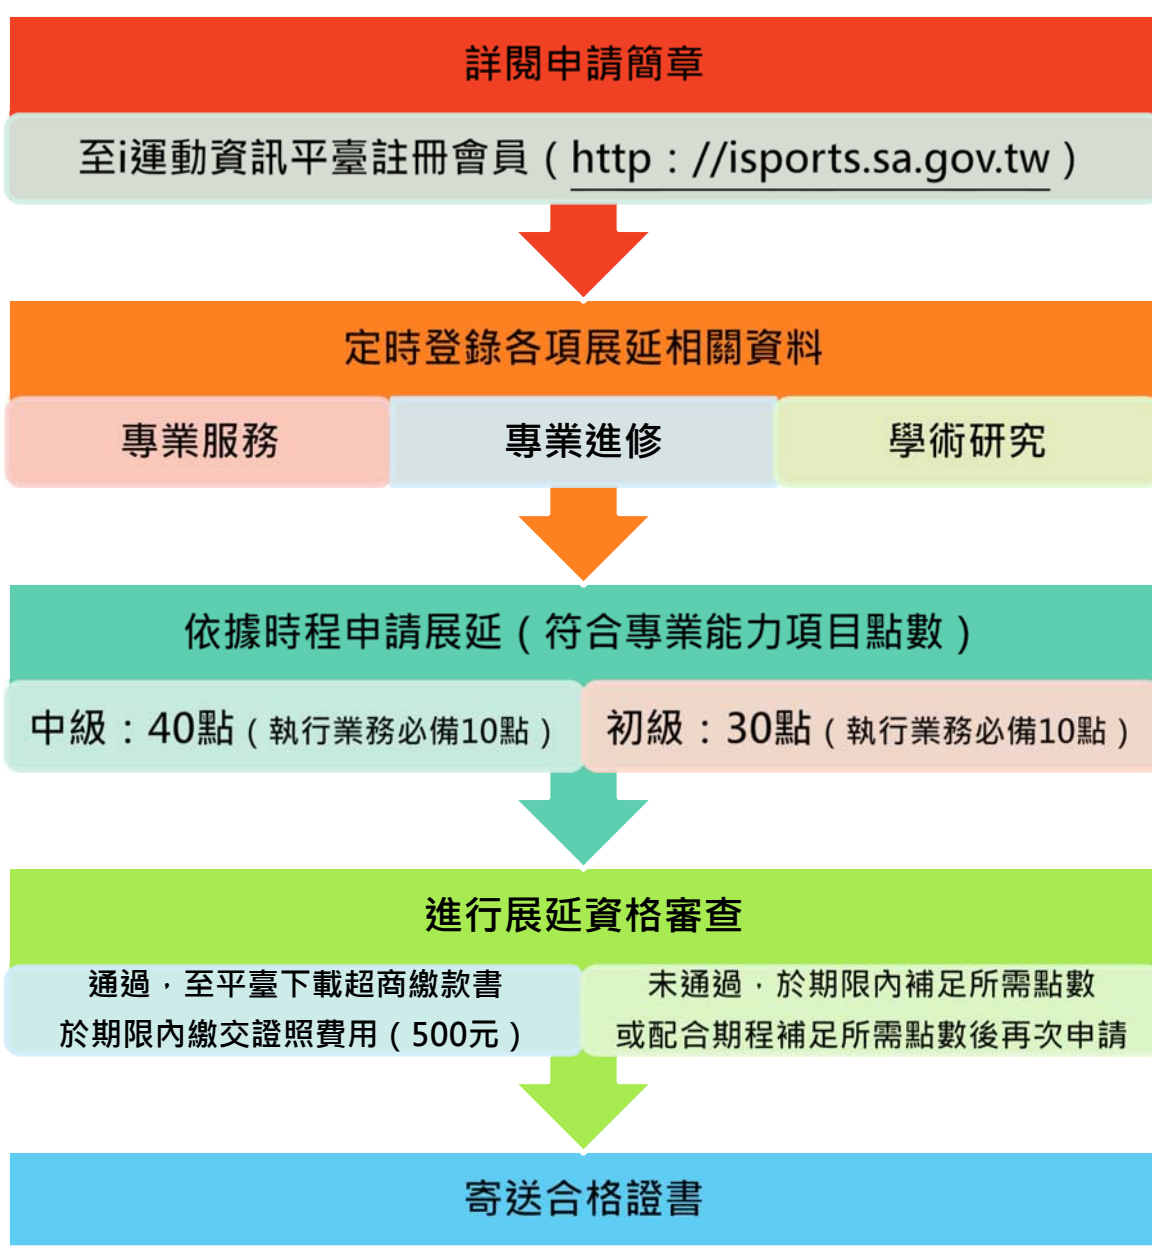 詳閱申請簡章
至i運動資訊平臺註冊會員（http：//isports.sa.gov.tw）
定時登錄各項展延相關資料
專業服務
專業進修
學術研究
依據時程申請展延（符合專業能力項目點數）
中級：40點（執行業務必備10點）
初級：30點（執行業務必備10點）
進行展延資格審查
通過，至平臺下載超商繳款書
於期限內繳交證照費用（500元）
未通過，於期限內補足所需點數
或配合期程補足所需點數後再次申請
寄送合格證書